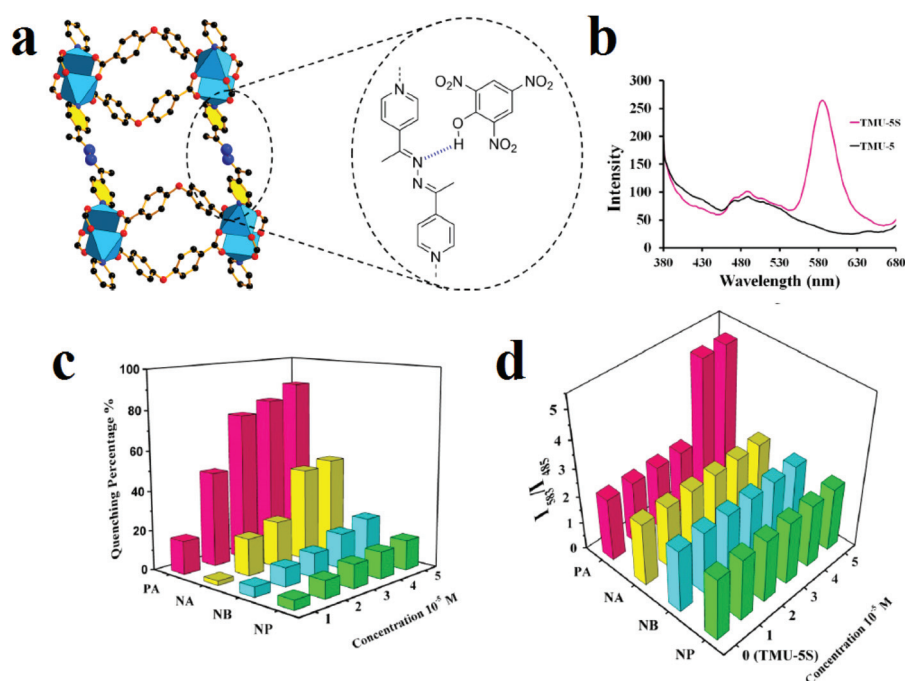 a
N
NO₂
NO₂
O
H
NO₂
N
N
N
b
300
250
200
150
100
50
0
Intensity
380
430
480
530
580
630
680
Wavelength (nm)
TMU-5S
TMU-5
c
100
80
60
40
20
0
Quenching Percentage %
PA
NA
NB
NP
1
2
3
4
5
Concentration 10⁻⁵ M
d
5
4
3
2
1
0
I₅₈₅/I₄₈₅
PA
NA
NB
NP
0 (TMU-5S)
1
2
3
4
5
Concentration 10⁻⁵ M